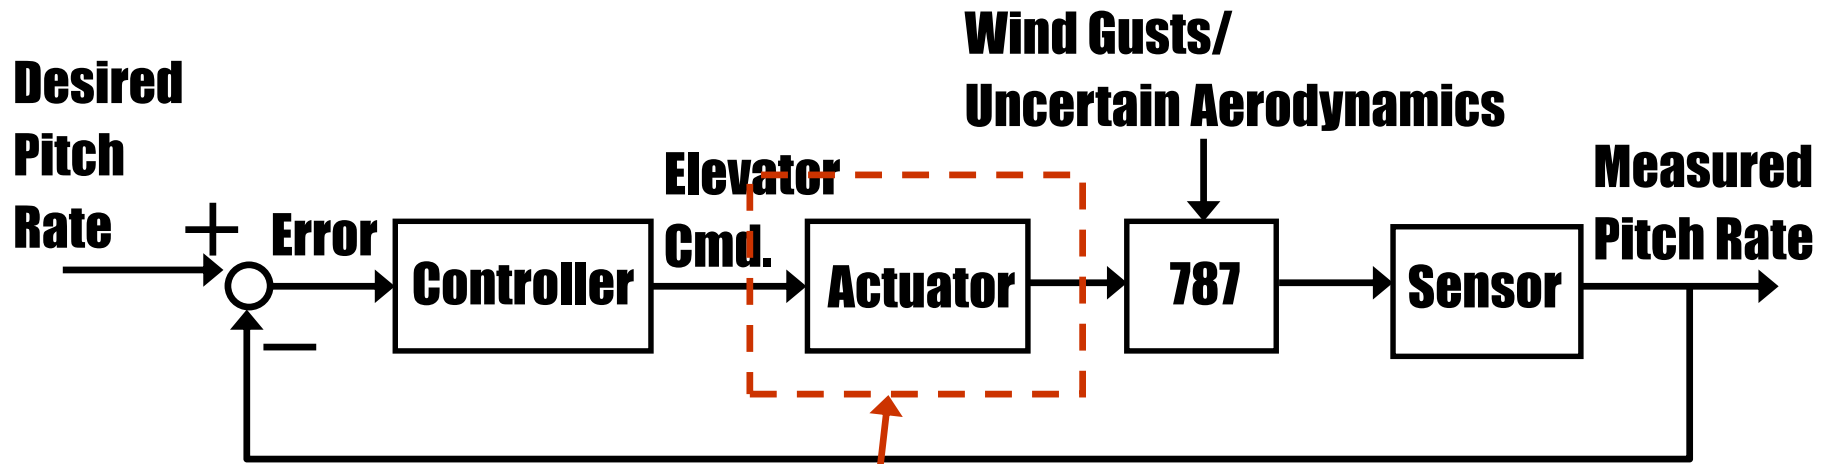 Wind Gusts/
Uncertain Aerodynamics
Desired
Pitch
Rate
+
Error
Controller
Elevator
Cmd.
Actuator
787
Sensor
Measured
Pitch Rate
−